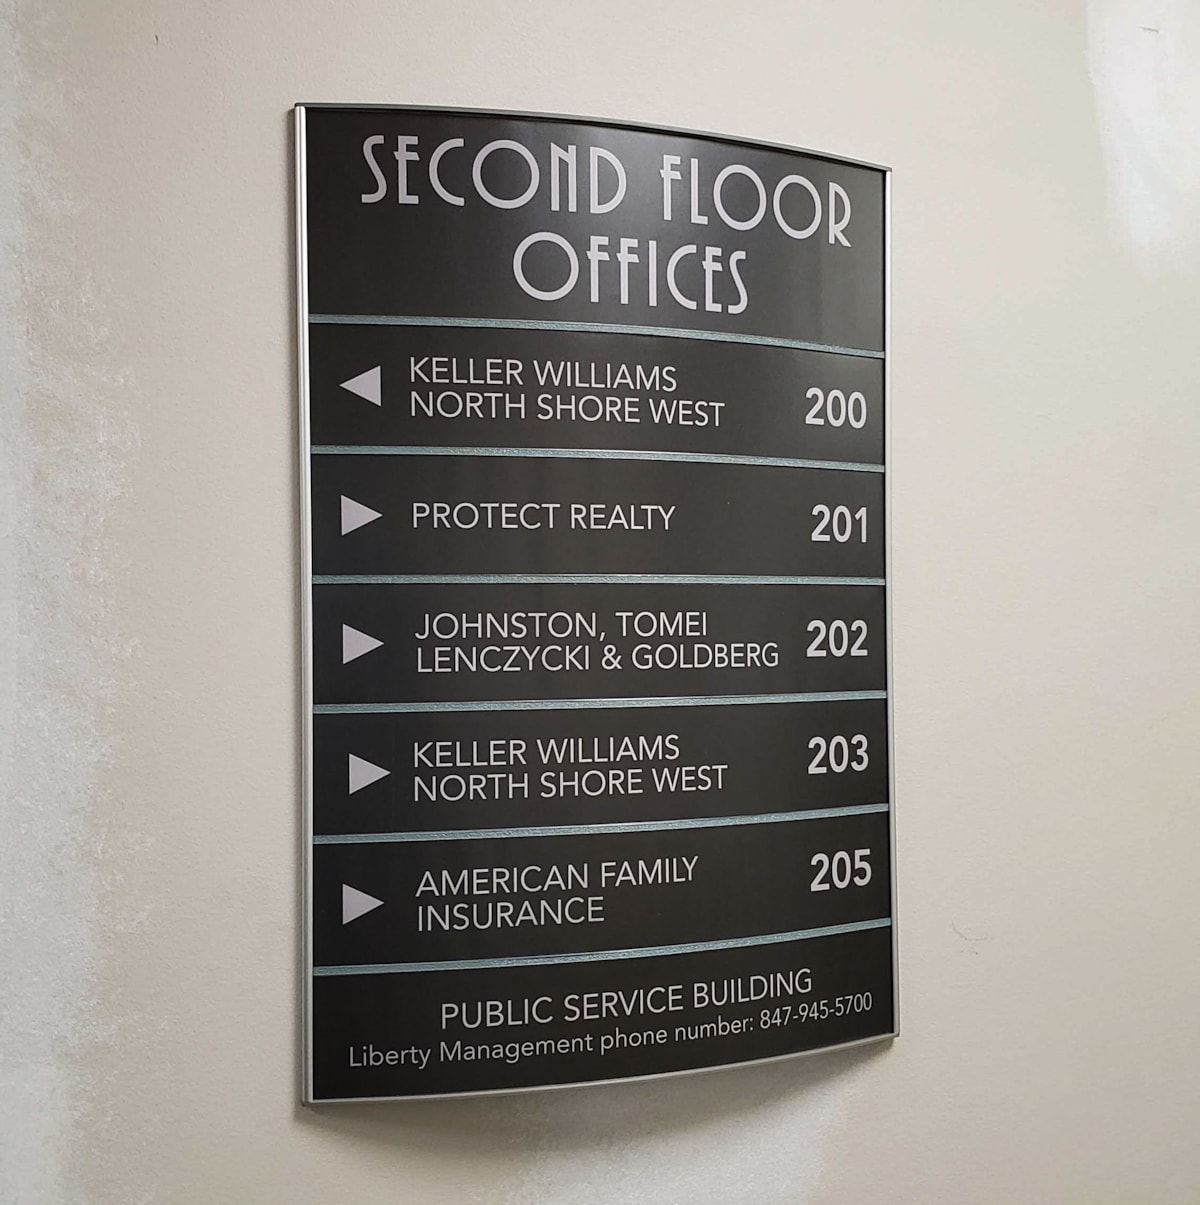 SECOND FLOOR
OFFICES
KELLER WILLIAMS
NORTH SHORE WEST
200
PROTECT REALTY
201
JOHNSTON, TOMEI
LENCZYCKI & GOLDBERG
202
KELLER WILLIAMS
NORTH SHORE WEST
203
AMERICAN FAMILY
INSURANCE
205
PUBLIC SERVICE BUILDING
Liberty Management phone number: 847-945-5700